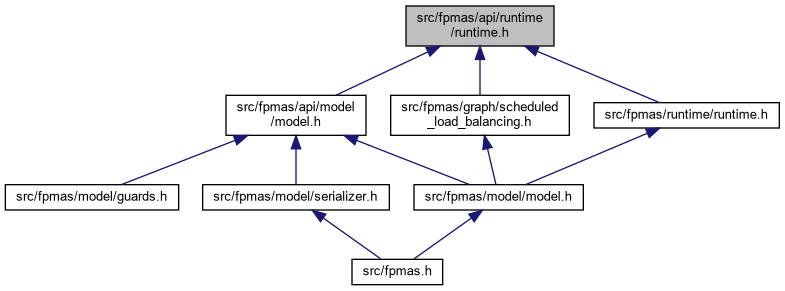 src/fpmas/api/runtime
/runtime.h
src/fpmas/api/model
/model.h
src/fpmas/graph/scheduled
_load_balancing.h
src/fpmas/runtime/runtime.h
src/fpmas/model/guards.h
src/fpmas/model/serializer.h
src/fpmas/model/model.h
src/fpmas.h